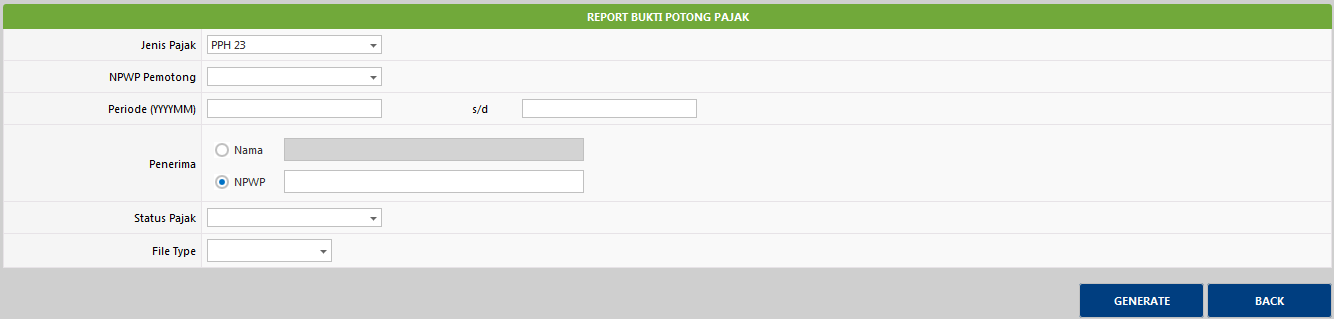 REPORT BUKTI POTONG PAJAK
Jenis Pajak PPH 23
NPWP Pemotong
Periode (YYYYMM) s/d
Penerima
Nama
NPWP
Status Pajak
File Type
GENERATE BACK